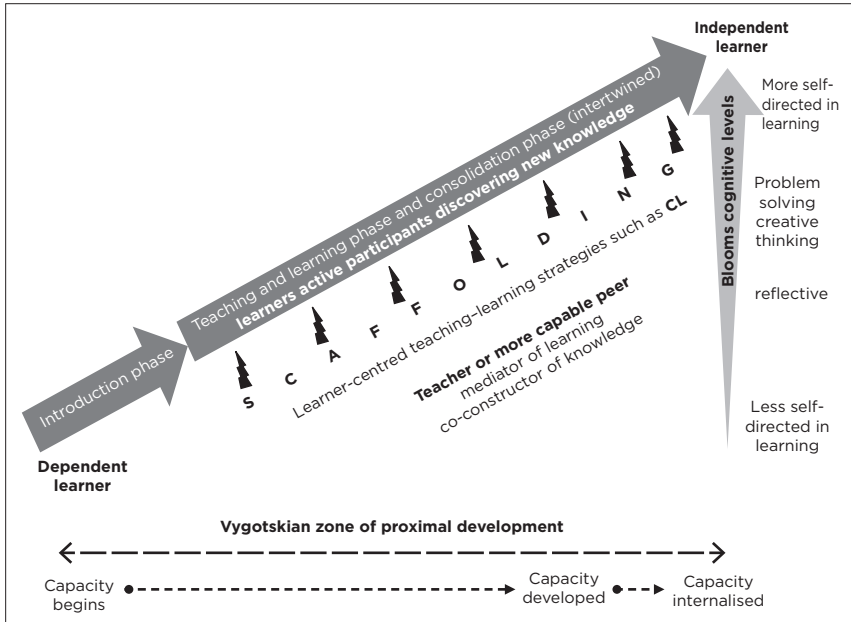 Independent
learner
More self-
directed in
learning
Blooms cognitive levels
Problem
solving
creative
thinking
reflective
Less self-
directed in
learning
Introduction phase
Teaching and learning phase and consolidation phase (intertwined)
learners active participants discovering new knowledge
S C A F F O L D I N G
Learner-centred teaching–learning strategies such as CL
Teacher or more capable peer
mediator of learning
co-constructor of knowledge
Dependent
learner
Vygotskian zone of proximal development
Capacity
begins
Capacity
developed
Capacity
internalised